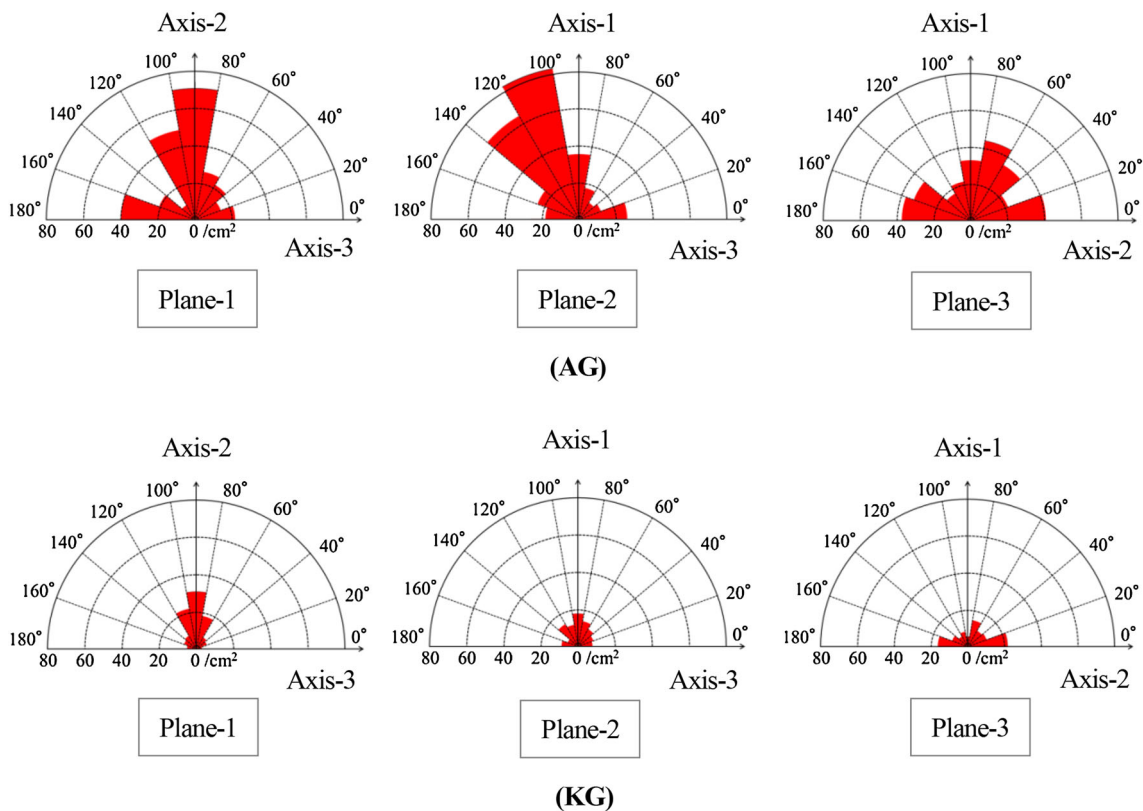 Axis-2 Axis-1 Axis-1
100° 80° 100° 80° 100° 80°
120° 60° 120° 60° 120° 60°
140° 40° 140° 40° 140° 40°
160° 20° 160° 20° 160° 20°
180° 0° 180° 0° 180° 0°
80 60 40 20 0 /cm² 80 60 40 20 0 /cm² 80 60 40 20 0 /cm²
Axis-3 Axis-3 Axis-2
Plane-1 Plane-2 Plane-3
(AG)
Axis-2 Axis-1 Axis-1
100° 80° 100° 80° 100° 80°
120° 60° 120° 60° 120° 60°
140° 40° 140° 40° 140° 40°
160° 20° 160° 20° 160° 20°
180° 0° 180° 0° 180° 0°
80 60 40 20 0 /cm² 80 60 40 20 0 /cm² 80 60 40 20 0 /cm²
Axis-3 Axis-3 Axis-2
Plane-1 Plane-2 Plane-3
(KG)